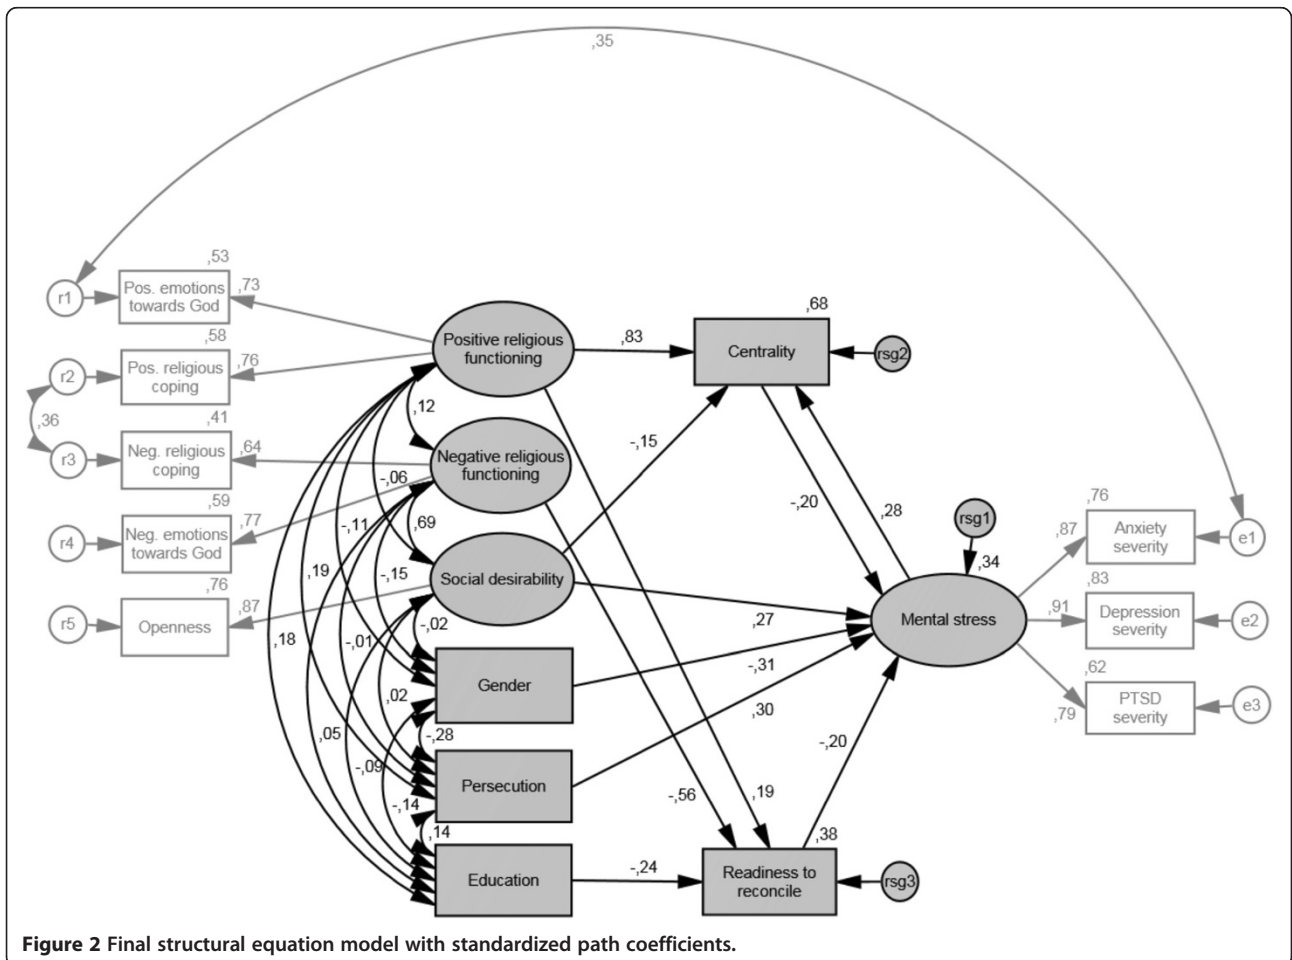 ,35
,53
r1
Pos. emotions
towards God
,73
,58
r2
Pos. religious
coping
,76
,36
,41
r3
Neg. religious
coping
,64
,59
r4
Neg. emotions
towards God
,77
,76
r5
Openness
,87
Positive religious
functioning
,83
,68
Centrality
rsg2
,12
Negative religious
functioning
-,06
-,11
,69
-,15
Social desirability
-,15
-,20
,28
rsg1
,34
Mental stress
,19
,18
-,01
-,02
,27
-,31
,30
Gender
,02
-,28
,05
-,09
Persecution
-,14
,14
-,56
,19
-,20
Education
-,24
,38
Readiness to
reconcile
rsg3
,76
,87
Anxiety
severity
e1
,83
,91
Depression
severity
e2
,62
,79
PTSD
severity
e3
Figure 2 Final structural equation model with standardized path coefficients.